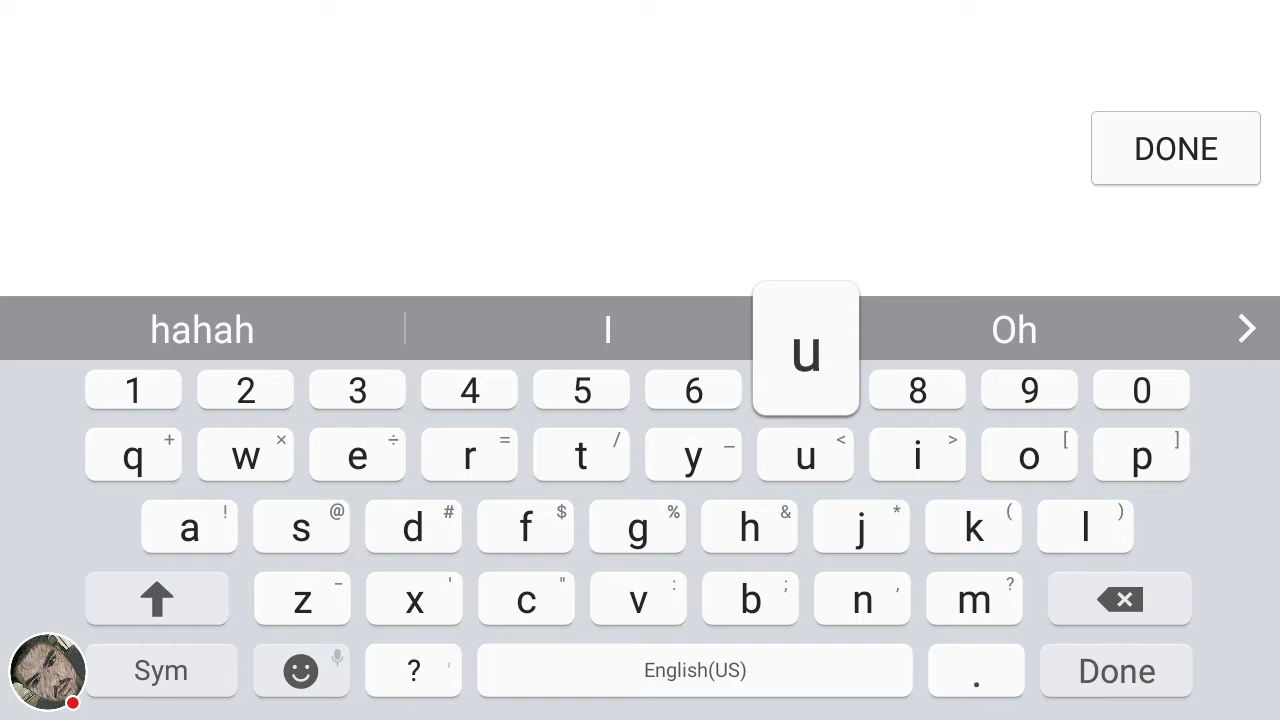 DONE
hahah I Oh
u
1 2 3 4 5 6 8 9 0
q + w × e ÷ r = t / y _ u < i > o [ p ]
a ! s @ d # f $ g % h & j * k ( l )
z - x ' c " v : b ; n , m ?
Sym ? , English(US) . Done